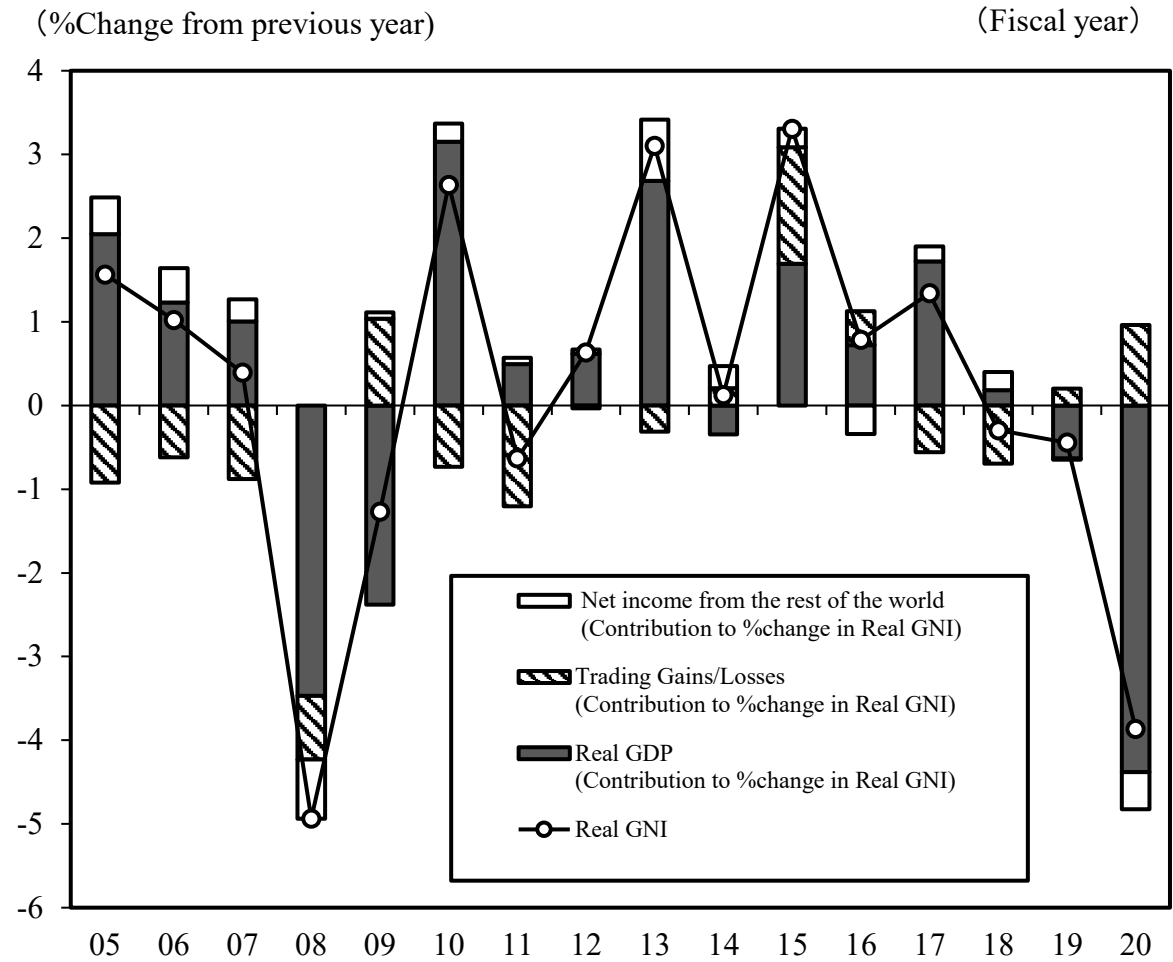 （%Change from previous year)
（Fiscal year）
4
3
2
1
0
-1
-2
-3
-4
-5
-6
Net income from the rest of the world
(Contribution to %change in Real GNI)
Trading Gains/Losses
(Contribution to %change in Real GNI)
Real GDP
(Contribution to %change in Real GNI)
Real GNI
05 06 07 08 09 10 11 12 13 14 15 16 17 18 19 20